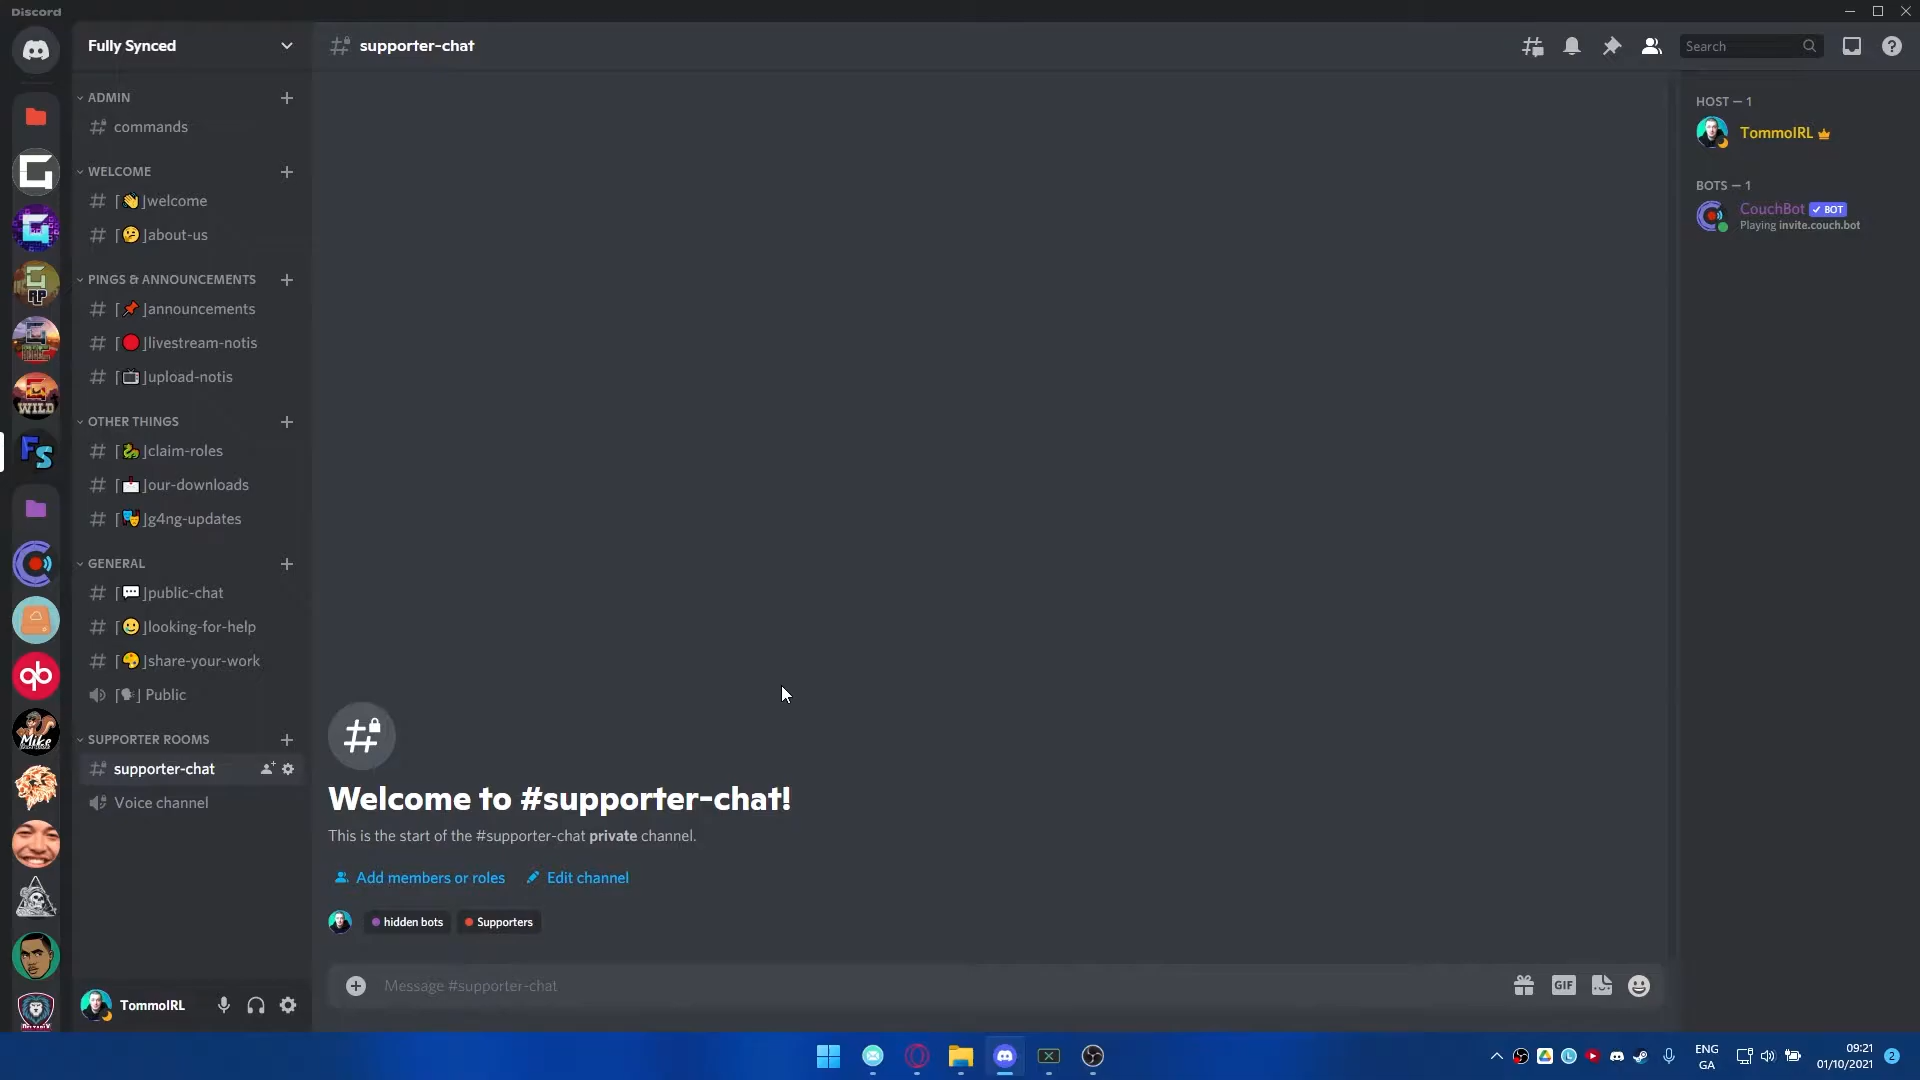 Discord
Fully Synced
supporter-chat
Search
ADMIN
commands
WELCOME
[👋]welcome
[🤔]about-us
PINGS & ANNOUNCEMENTS
[📌]announcements
[🔴]livestream-notis
[📺]upload-notis
OTHER THINGS
[🐉]claim-roles
[📩]our-downloads
[🎭]g4ng-updates
GENERAL
[💬]public-chat
[🥲]looking-for-help
[🎨]share-your-work
[🗣] Public
SUPPORTER ROOMS
supporter-chat
Voice channel
TommoIRL
Welcome to #supporter-chat!
This is the start of the #supporter-chat private channel.
Add members or roles
Edit channel
hidden bots
Supporters
Message #supporter-chat
GIF
HOST — 1
TommoIRL
BOTS — 1
CouchBot ✓ BOT
Playing invite.couch.bot
G
RP
WILD
FS
Mike
ENG
GA
09:21
01/10/2021
2